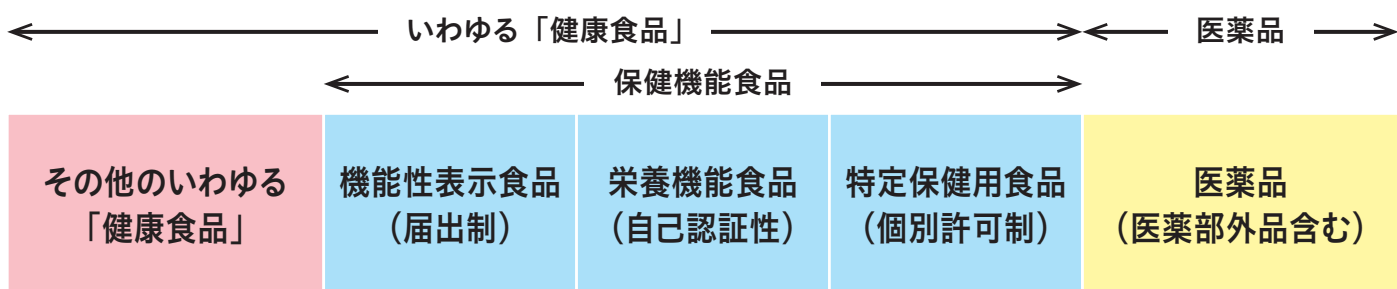 いわゆる「健康食品」
医薬品
保健機能食品
その他のいわゆる
「健康食品」
機能性表示食品
（届出制）
栄養機能食品
（自己認証性）
特定保健用食品
（個別許可制）
医薬品
（医薬部外品含む）